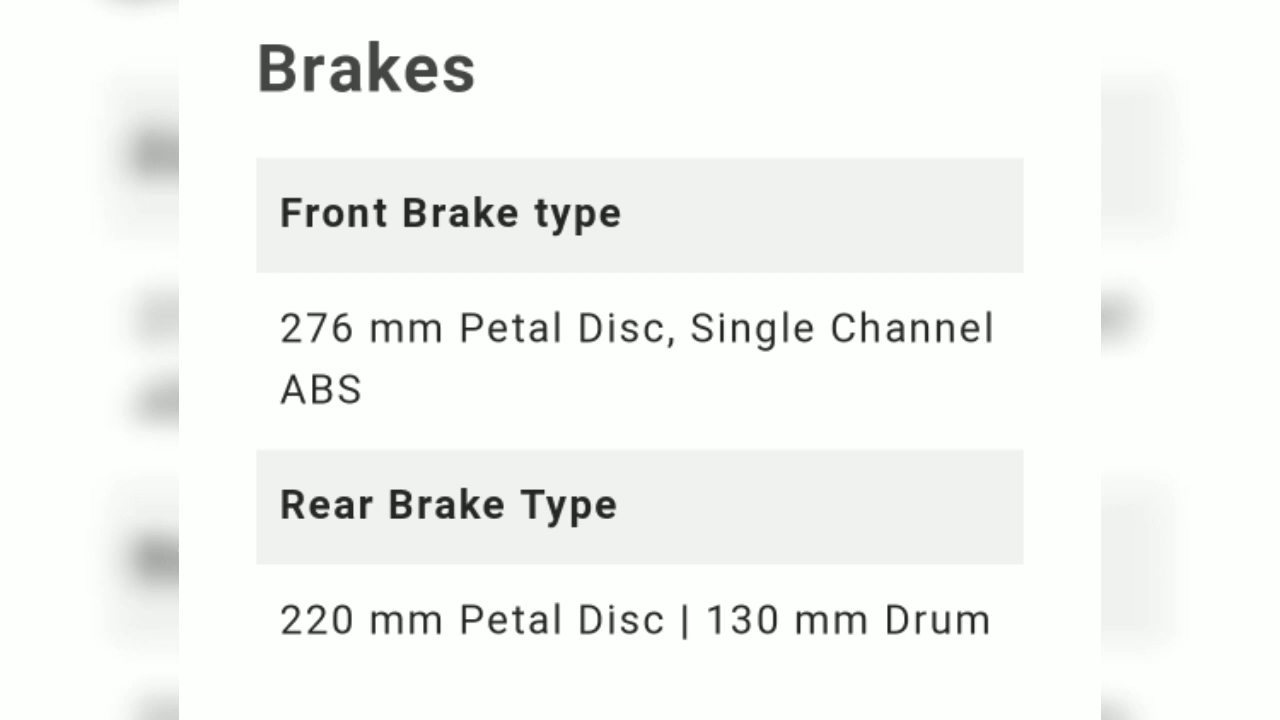 Brakes
Front Brake type
276 mm Petal Disc, Single Channel
ABS
Rear Brake Type
220 mm Petal Disc | 130 mm Drum